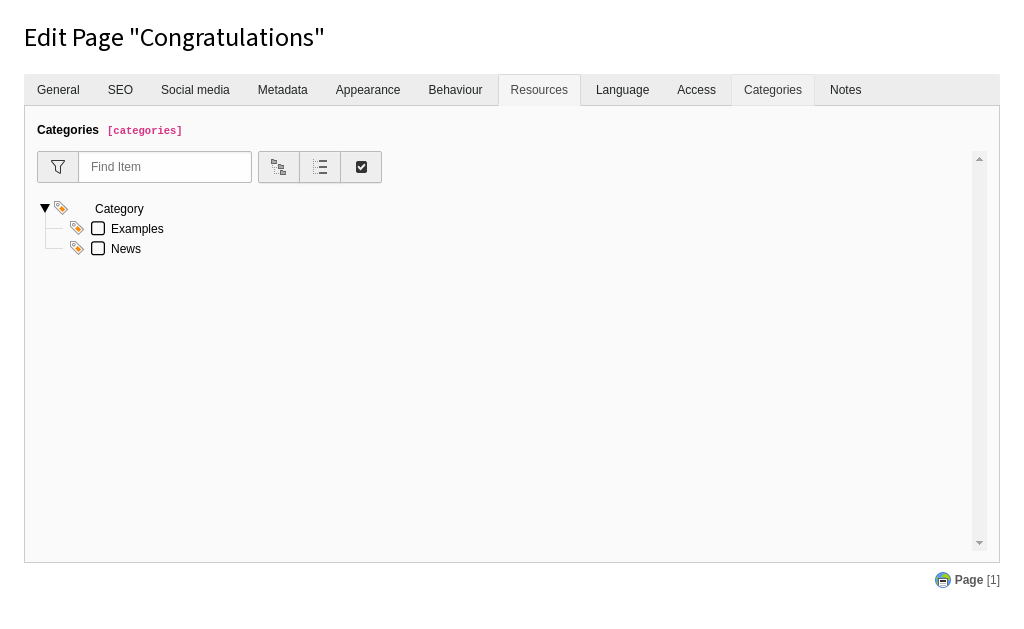 Edit Page "Congratulations"
General SEO Social media Metadata Appearance Behaviour Resources Language Access Categories Notes
Categories [categories]
Find Item
Category
Examples
News
Page [1]